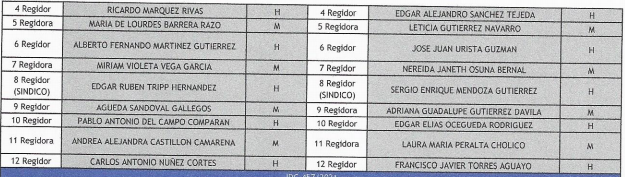 4 Regidor RICARDO MARQUEZ RIVAS H 4 Regidor EDGAR ALEJANDRO SANCHEZ TEJEDA H
5 Regidora MARIA DE LOURDES BARRERA RAZO M 5 Regidora LETICIA GUTIERREZ NAVARRO M
6 Regidor ALBERTO FERNANDO MARTINEZ GUTIERREZ H 6 Regidor JOSE JUAN URISTA GUZMAN H
7 Regidora MIRIAM VIOLETA VEGA GARCIA M 7 Regidor NEREIDA JANETH OSUNA BERNAL M
8 Regidor (SINDICO) EDGAR RUBEN TRIPP HERNANDEZ H 8 Regidor (SINDICO) SERGIO ENRIQUE MENDOZA GUTIERREZ H
9 Regidor AGUEDA SANDOVAL GALLEGOS M 9 Regidora ADRIANA GUADALUPE GUTIERREZ DAVILA M
10 Regidor PABLO ANTONIO DEL CAMPO COMPARAN H 10 Regidor EDGAR ELIAS OCEGUEDA RODRIGUEZ H
11 Regidora ANDREA ALEJANDRA CASTILLON CAMARENA M 11 Regidora LAURA MARIA PERALTA CHOLICO M
12 Regidor CARLOS ANTONIO NUÑEZ CORTES H 12 Regidor FRANCISCO JAVIER TORRES AGUAYO H